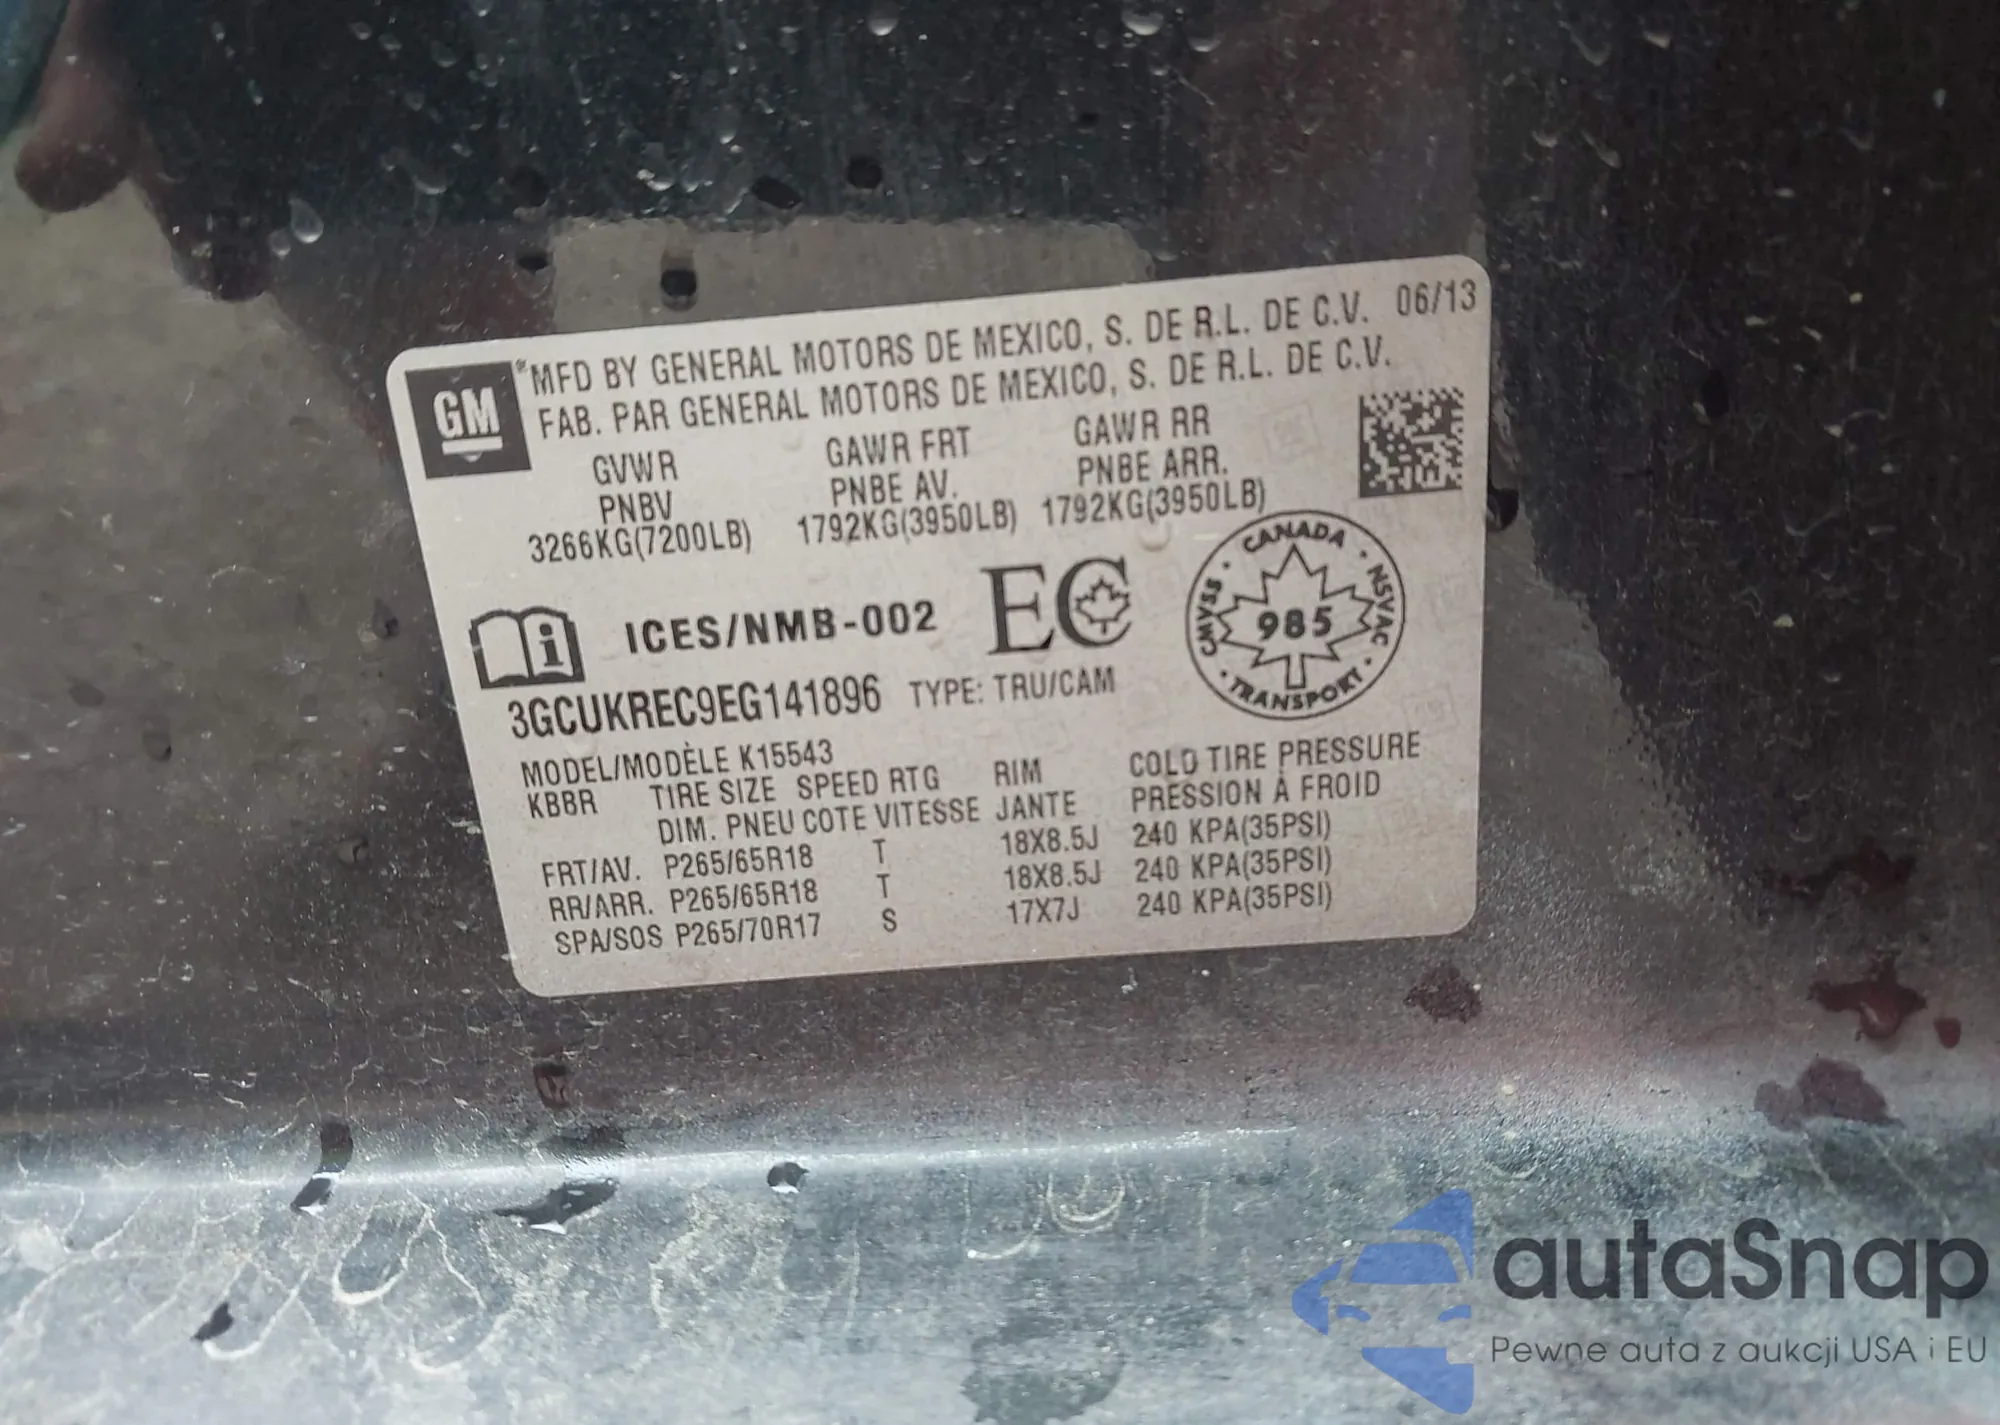 GM
MFD BY GENERAL MOTORS DE MEXICO, S. DE R.L. DE C.V. 06/13
FAB. PAR GENERAL MOTORS DE MEXICO, S. DE R.L. DE C.V.
GVWR GAWR FRT GAWR RR
PNBV PNBE AV. PNBE ARR.
3266KG(7200LB) 1792KG(3950LB) 1792KG(3950LB)
ICES/NMB-002 EC
CANADA · NSVAC · TRANSPORT · CMVSS ·
985
3GCUKREC9EG141896 TYPE: TRU/CAM
MODEL/MODÈLE K15543
KBBR TIRE SIZE SPEED RTG RIM COLD TIRE PRESSURE
DIM. PNEU COTE VITESSE JANTE PRESSION À FROID
FRT/AV. P265/65R18 T 18X8.5J 240 KPA(35PSI)
RR/ARR. P265/65R18 T 18X8.5J 240 KPA(35PSI)
SPA/SOS P265/70R17 S 17X7J 240 KPA(35PSI)
autaSnap
Pewne auta z aukcji USA i EU